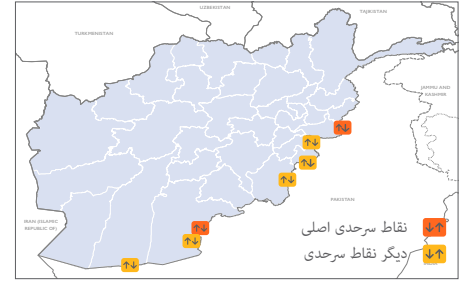 UZBEKISTAN
TAJIKISTAN
TURKMENISTAN
JAMMU AND
KASHMIR
PAKISTAN
IRAN (ISLAMIC
REPUBLIC OF)
نقاط سرحدی اصلی
دیگر نقاط سرحدی